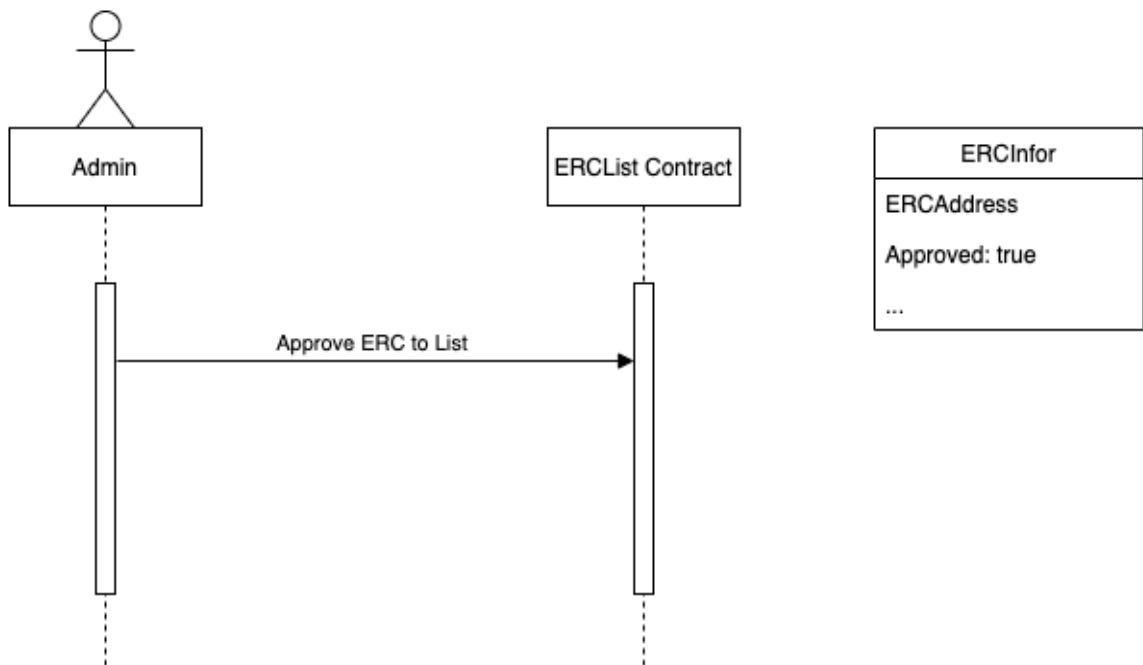 Admin
ERCList Contract
ERCInfor
ERCAddress
Approved: true
...
Approve ERC to List